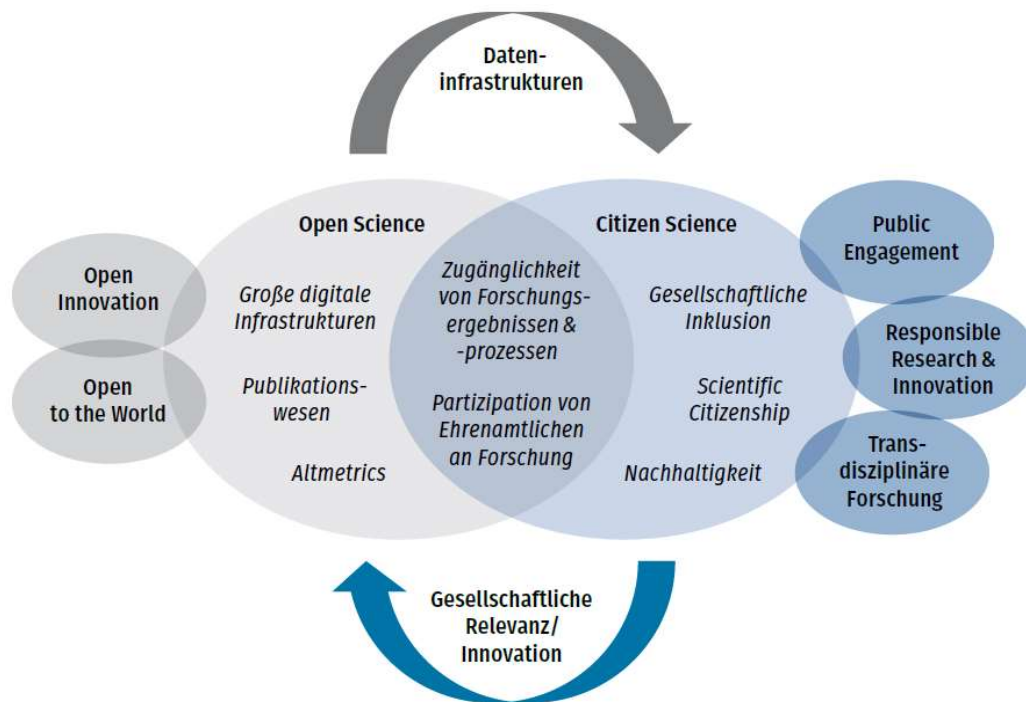 Daten-
infrastrukturen
Open Science
Große digitale
Infrastrukturen
Publikations-
wesen
Altmetrics
Zugänglichkeit
von Forschungs-
ergebnissen &
-prozessen
Partizipation von
Ehrenamtlichen
an Forschung
Citizen Science
Gesellschaftliche
Inklusion
Scientific
Citizenship
Nachhaltigkeit
Open
Innovation
Open
to the World
Public
Engagement
Responsible
Research &
Innovation
Trans-
disziplinäre
Forschung
Gesellschaftliche
Relevanz/
Innovation